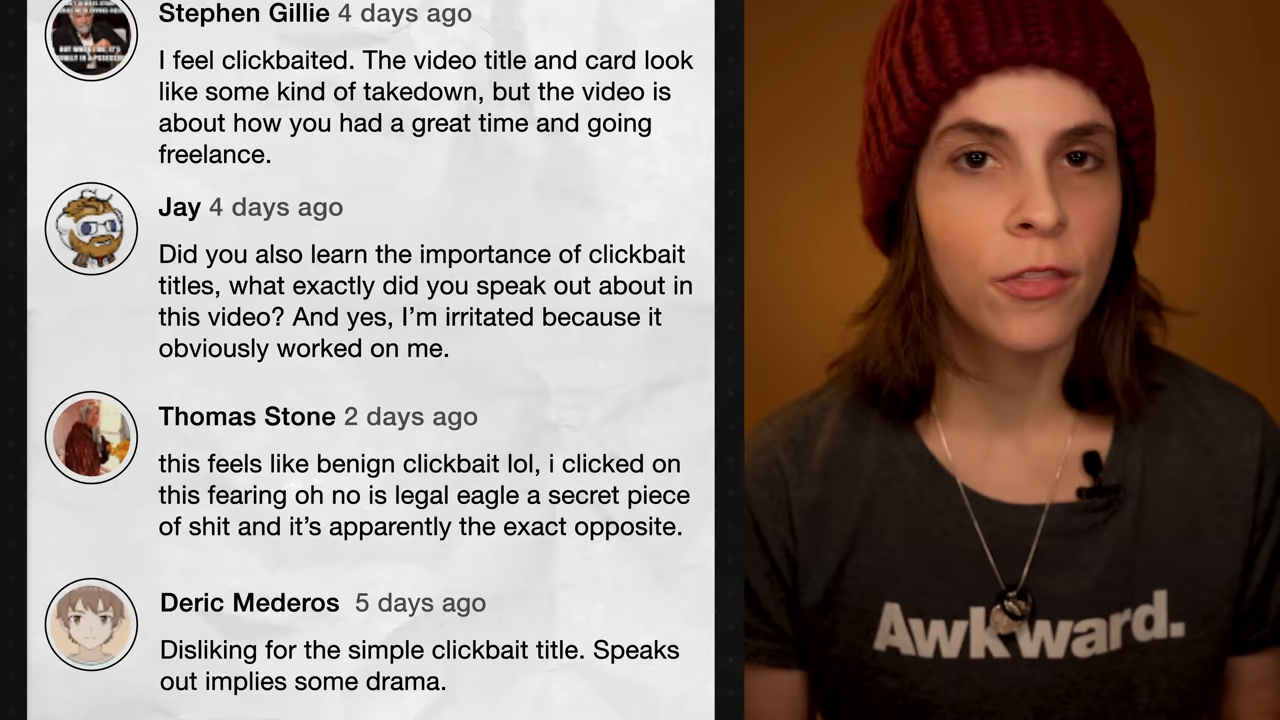 Stephen Gillie 4 days ago
I feel clickbaited. The video title and card look
like some kind of takedown, but the video is
about how you had a great time and going
freelance.
Jay 4 days ago
Did you also learn the importance of clickbait
titles, what exactly did you speak out about in
this video? And yes, I’m irritated because it
obviously worked on me.
Thomas Stone 2 days ago
this feels like benign clickbait lol, i clicked on
this fearing oh no is legal eagle a secret piece
of shit and it’s apparently the exact opposite.
Deric Mederos 5 days ago
Disliking for the simple clickbait title. Speaks
out implies some drama.
Awkward.